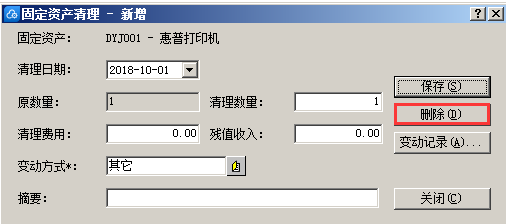 固定资产清理 - 新增
固定资产: DYJ001 - 惠普打印机
清理日期: 2018-10-01
保存(S)
原数量: 1 清理数量: 1
删除(D)
清理费用: 0.00 残值收入: 0.00
变动记录(A)...
变动方式*: 其它
摘要:
关闭(C)